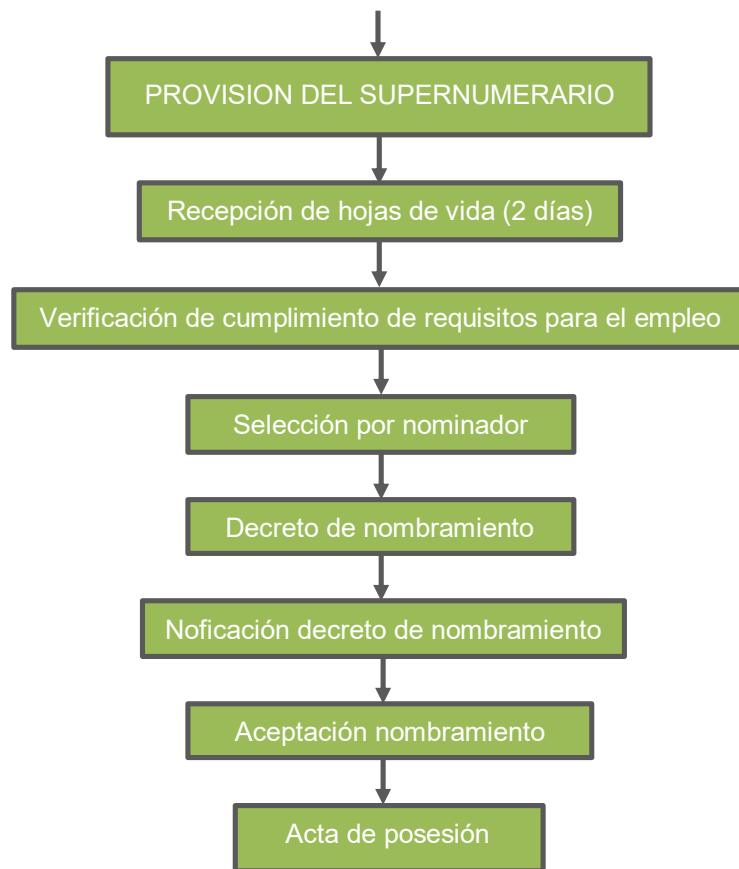 PROVISION DEL SUPERNUMERARIO
Recepción de hojas de vida (2 días)
Verificación de cumplimiento de requisitos para el empleo
Selección por nominador
Decreto de nombramiento
Noficación decreto de nombramiento
Aceptación nombramiento
Acta de posesión